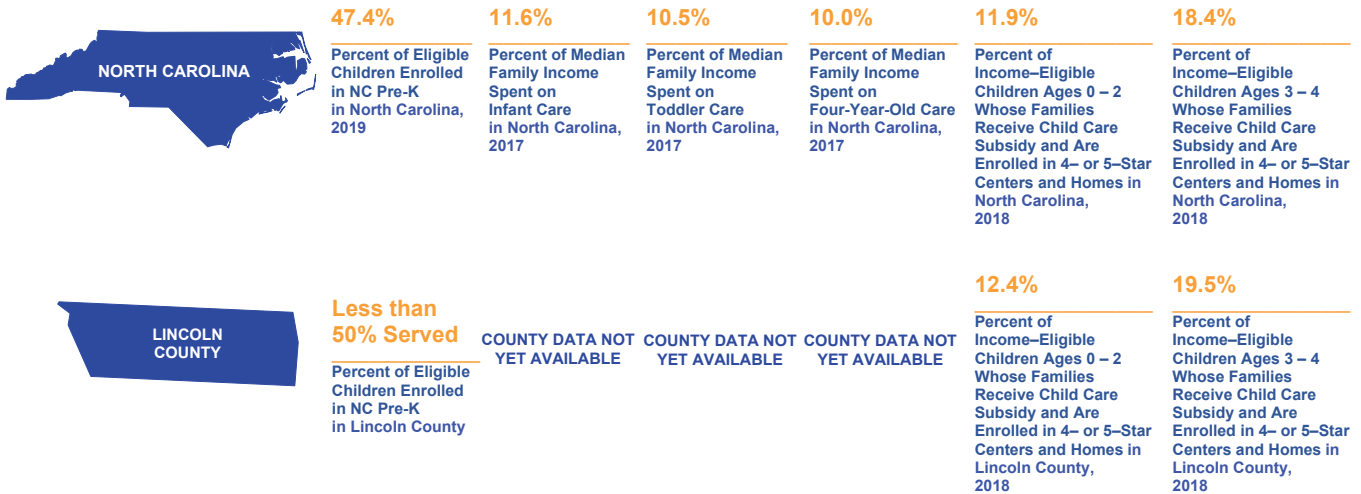 NORTH CAROLINA
47.4%
Percent of Eligible
Children Enrolled
in NC Pre-K
in North Carolina,
2019
11.6%
Percent of Median
Family Income
Spent on
Infant Care
in North Carolina,
2017
10.5%
Percent of Median
Family Income
Spent on
Toddler Care
in North Carolina,
2017
10.0%
Percent of Median
Family Income
Spent on
Four-Year-Old Care
in North Carolina,
2017
11.9%
Percent of
Income–Eligible
Children Ages 0 – 2
Whose Families
Receive Child Care
Subsidy and Are
Enrolled in 4– or 5–Star
Centers and Homes in
North Carolina,
2018
18.4%
Percent of
Income–Eligible
Children Ages 3 – 4
Whose Families
Receive Child Care
Subsidy and Are
Enrolled in 4– or 5–Star
Centers and Homes in
North Carolina,
2018
LINCOLN
COUNTY
Less than
50% Served
Percent of Eligible
Children Enrolled
in NC Pre-K
in Lincoln County
COUNTY DATA NOT
YET AVAILABLE
COUNTY DATA NOT
YET AVAILABLE
COUNTY DATA NOT
YET AVAILABLE
12.4%
Percent of
Income–Eligible
Children Ages 0 – 2
Whose Families
Receive Child Care
Subsidy and Are
Enrolled in 4– or 5–Star
Centers and Homes in
Lincoln County,
2018
19.5%
Percent of
Income–Eligible
Children Ages 3 – 4
Whose Families
Receive Child Care
Subsidy and Are
Enrolled in 4– or 5–Star
Centers and Homes in
Lincoln County,
2018